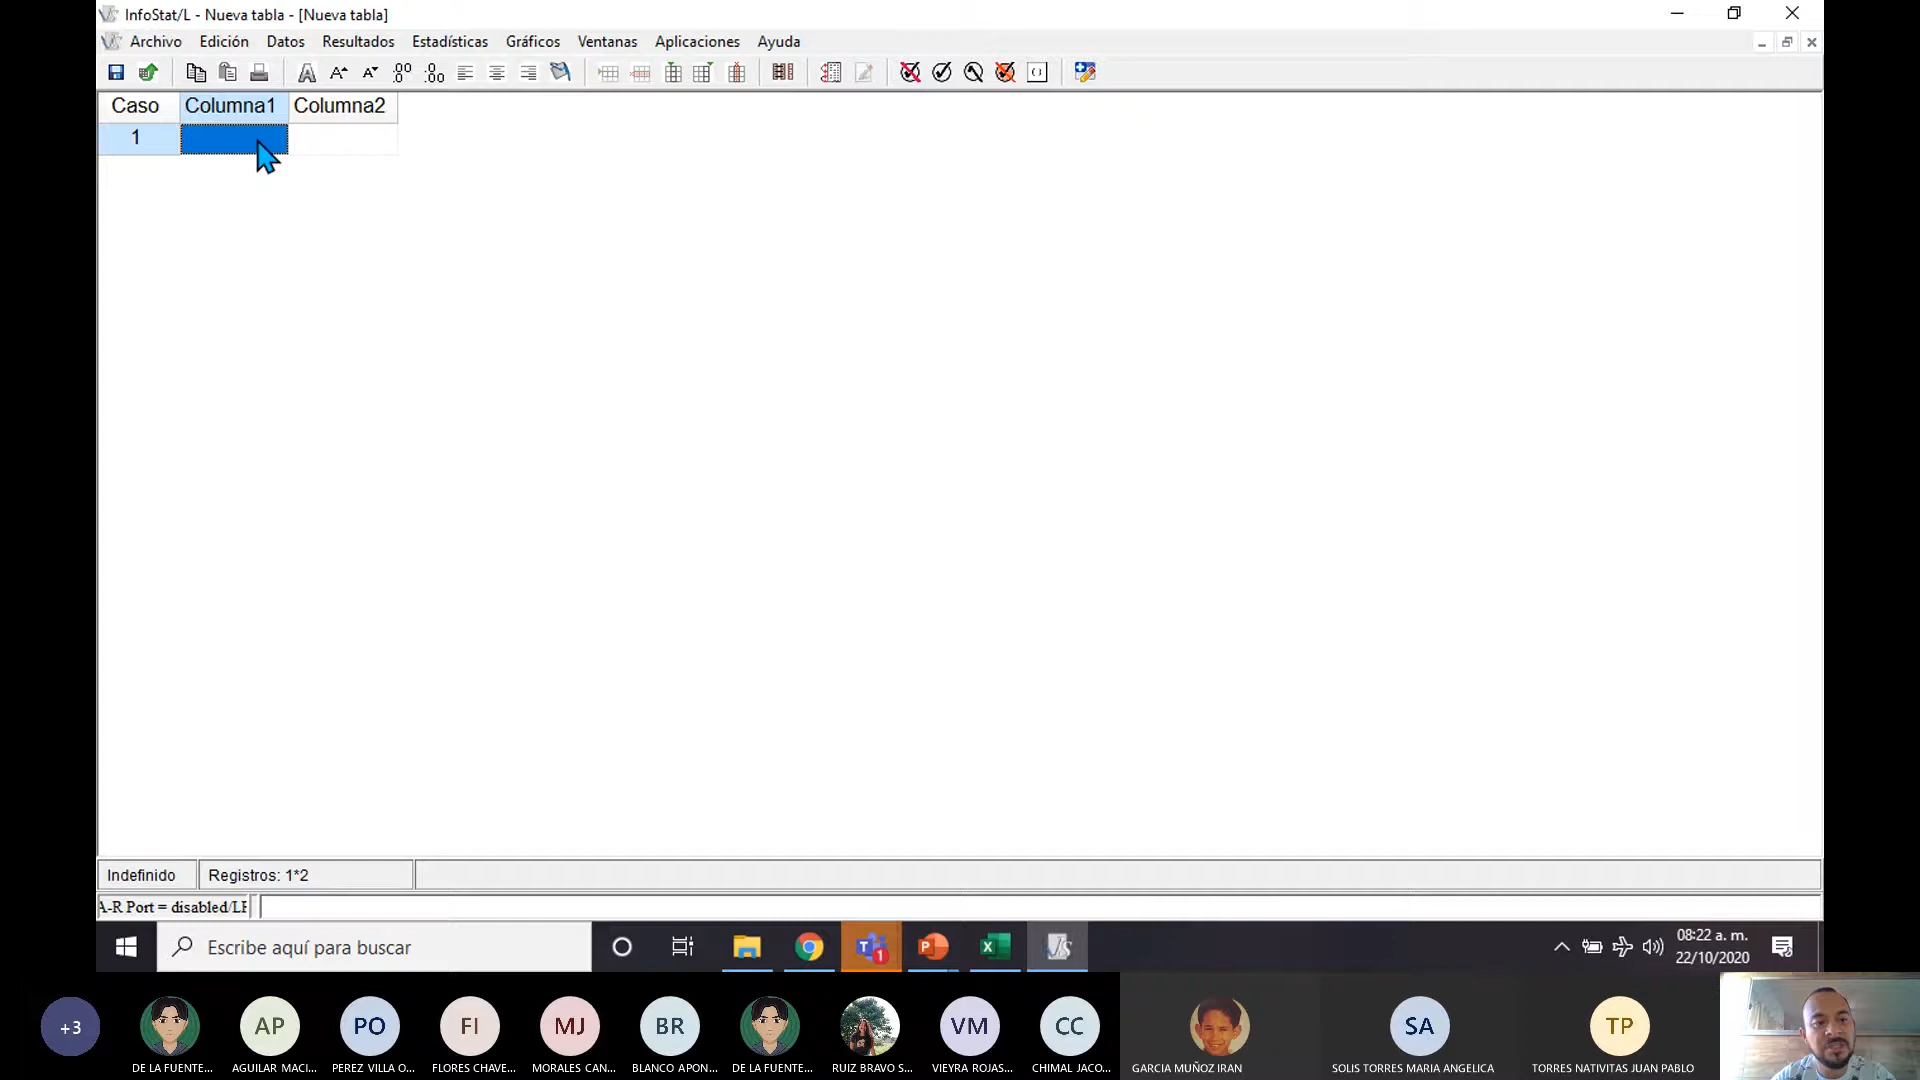 InfoStat/L - Nueva tabla - [Nueva tabla]
Archivo Edición Datos Resultados Estadísticas Gráficos Ventanas Aplicaciones Ayuda
Caso Columna1 Columna2
1
Indefinido Registros: 1*2
A-R Port = disabled/LF
Escribe aquí para buscar
1
08:22 a. m.
22/10/2020
+3 AP PO FI MJ BR VM CC SA TP
DE LA FUENTE... AGUILAR MACI... PEREZ VILLA O... FLORES CHAVE... MORALES CAN... BLANCO APON... DE LA FUENTE... RUIZ BRAVO S... VIEYRA ROJAS... CHIMAL JACO... GARCIA MUÑOZ IRAN SOLIS TORRES MARIA ANGELICA TORRES NATIVITAS JUAN PABLO